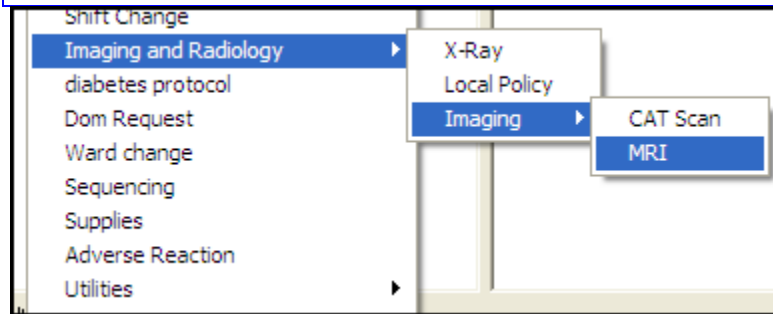 Shift Change
Imaging and Radiology
diabetes protocol
Dom Request
Ward change
Sequencing
Supplies
Adverse Reaction
Utilities
X-Ray
Local Policy
Imaging
CAT Scan
MRI